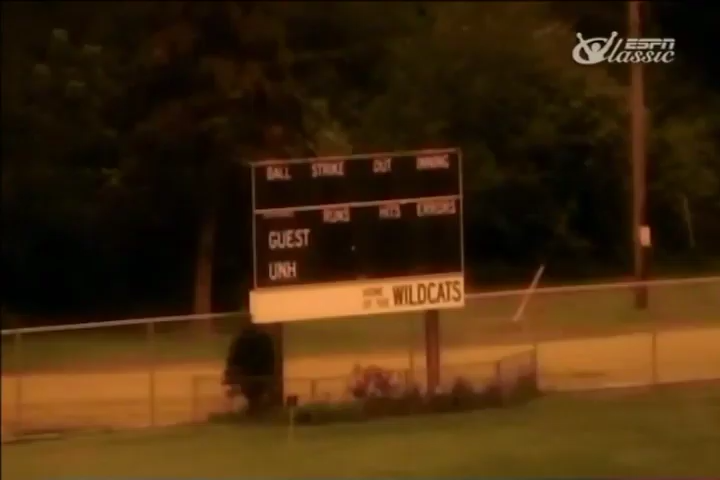 ESPN
Classic
BALL STRIKE OUT INNING
RUNS HITS ERRORS
GUEST
UNH
HOME OF THE WILDCATS